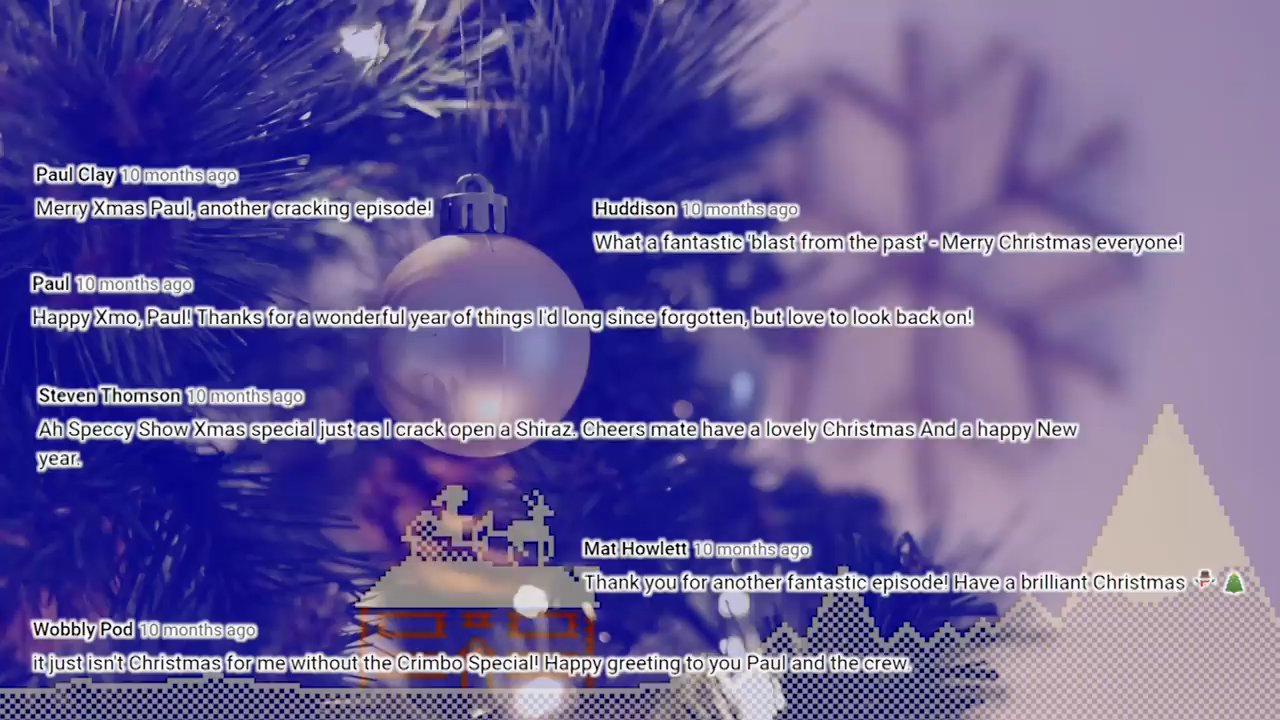 Paul Clay 10 months ago
Merry Xmas Paul, another cracking episode!
Huddison 10 months ago
What a fantastic 'blast from the past' - Merry Christmas everyone!
Paul 10 months ago
Happy Xmo, Paul! Thanks for a wonderful year of things I'd long since forgotten, but love to look back on!
Steven Thomson 10 months ago
Ah Speccy Show Xmas special just as I crack open a Shiraz. Cheers mate have a lovely Christmas And a happy New
year.
Mat Howlett 10 months ago
Thank you for another fantastic episode! Have a brilliant Christmas ☃️ 🎄
Wobbly Pod 10 months ago
it just isn't Christmas for me without the Crimbo Special! Happy greeting to you Paul and the crew.